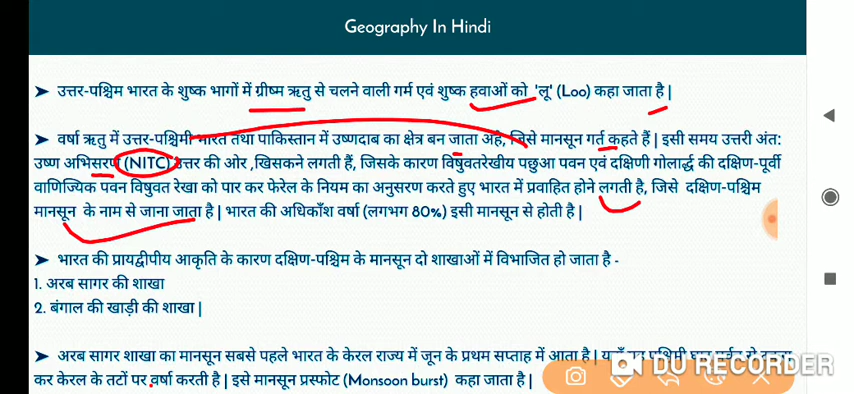 Geography In Hindi
➤ उत्तर-पश्चिम भारत के शुष्क भागों में ग्रीष्म ऋतु से चलने वाली गर्म एवं शुष्क हवाओं को 'लू' (Loo) कहा जाता है |
➤ वर्षा ऋतु में उत्तर-पश्चिमी भारत तथा पाकिस्तान में उष्णदाब का क्षेत्र बन जाता अहै, जिसे मानसून गर्त कहते हैं | इसी समय उत्तरी अंत:
उष्ण अभिसरण (NITC) उत्तर की ओर ,खिसकने लगती हैं, जिसके कारण विषुवतरेखीय पछुआ पवन एवं दक्षिणी गोलार्द्ध की दक्षिण-पूर्वी
वाणिज्यिक पवन विषुवत रेखा को पार कर फेरेल के नियम का अनुसरण करते हुए भारत में प्रवाहित होने लगती है, जिसे दक्षिण-पश्चिम
मानसून के नाम से जाना जाता है | भारत की अधिकाँश वर्षा (लगभग 80%) इसी मानसून से होती है |
➤ भारत की प्रायद्वीपीय आकृति के कारण दक्षिण-पश्चिम के मानसून दो शाखाओं में विभाजित हो जाता है -
1. अरब सागर की शाखा
2. बंगाल की खाड़ी की शाखा |
➤ अरब सागर शाखा का मानसून सबसे पहले भारत के केरल राज्य में जून के प्रथम सप्ताह में आता है | पश्चिमी घाट
कर केरल के तटों पर वर्षा करती है | इसे मानसून प्रस्फोट (Monsoon burst) कहा जाता है |
DU RECORDER